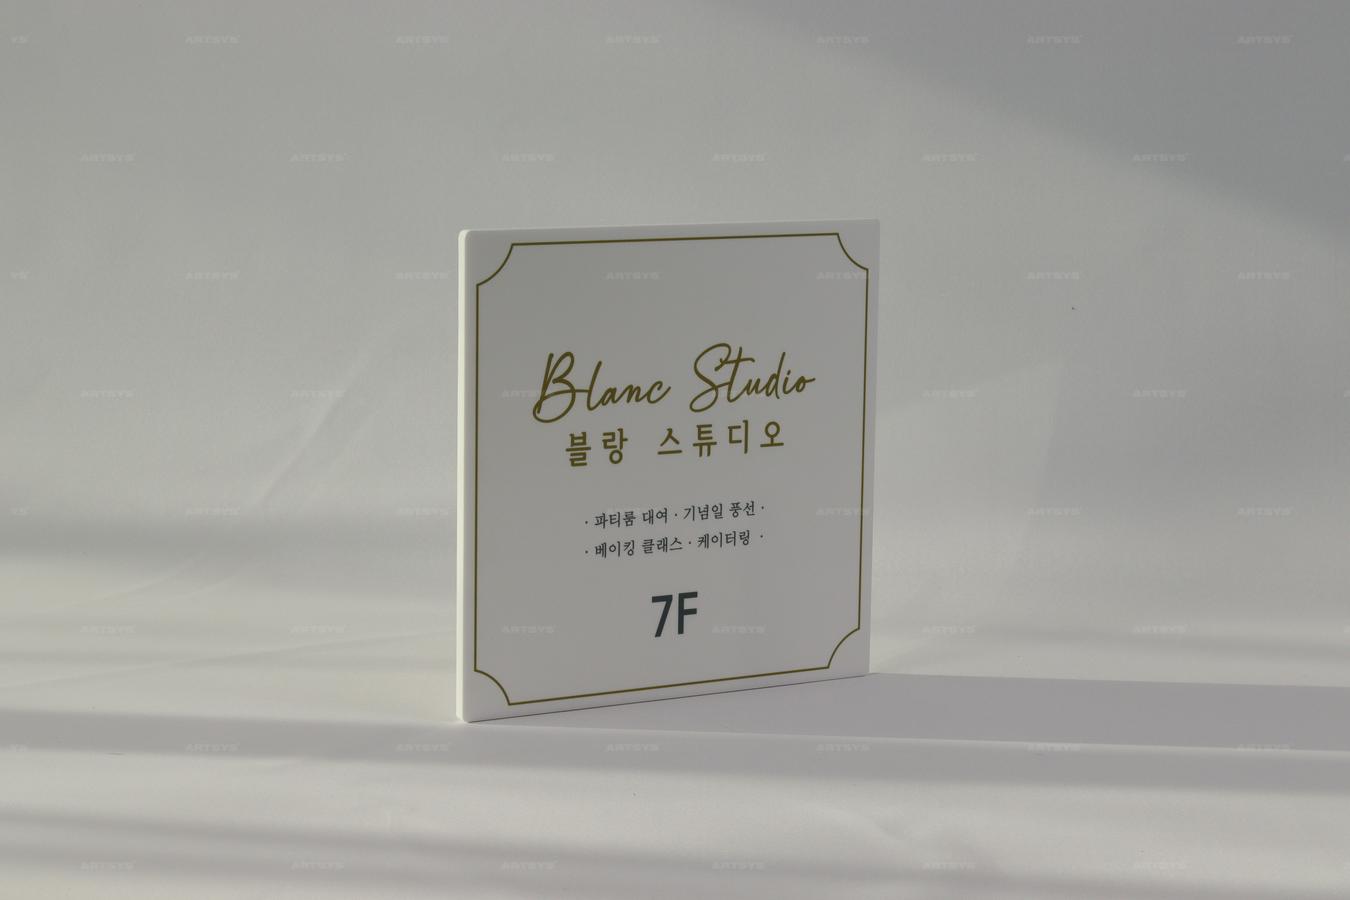 Blanc Studio
블랑 스튜디오
· 파티룸 대여 · 기념일 풍선 ·
· 베이킹 클래스 · 케이터링 ·
7F
ARTSYS